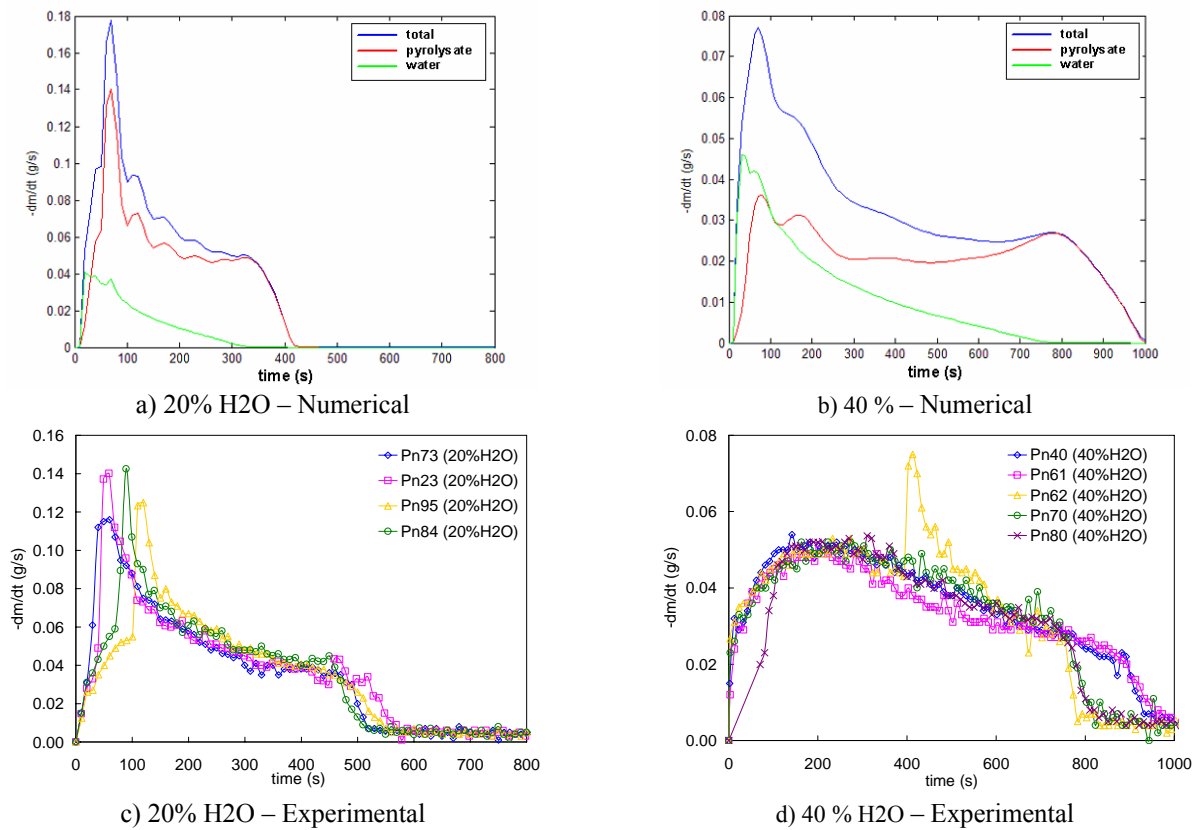 0.18
0.16
0.14
0.12
0.1
0.08
0.06
0.04
0.02
0
-dm/dt (g/s)
total
pyrolysate
water
0 100 200 300 400 500 600 700 800
time (s)
a) 20% H2O – Numerical
0.08
0.07
0.06
0.05
0.04
0.03
0.02
0.01
0
-dm/dt (g/s)
total
pyrolysate
water
0 100 200 300 400 500 600 700 800 900 1000
time (s)
b) 40 % – Numerical
0.16
0.14
0.12
0.10
0.08
0.06
0.04
0.02
0.00
-dm/dt (g/s)
Pn73 (20%H2O)
Pn23 (20%H2O)
Pn95 (20%H2O)
Pn84 (20%H2O)
0 100 200 300 400 500 600 700 800
time (s)
c) 20% H2O – Experimental
0.08
0.06
0.04
0.02
0.00
-dm/dt (g/s)
Pn40 (40%H2O)
Pn61 (40%H2O)
Pn62 (40%H2O)
Pn70 (40%H2O)
Pn80 (40%H2O)
0 200 400 600 800 1000
time (s)
d) 40 % H2O – Experimental